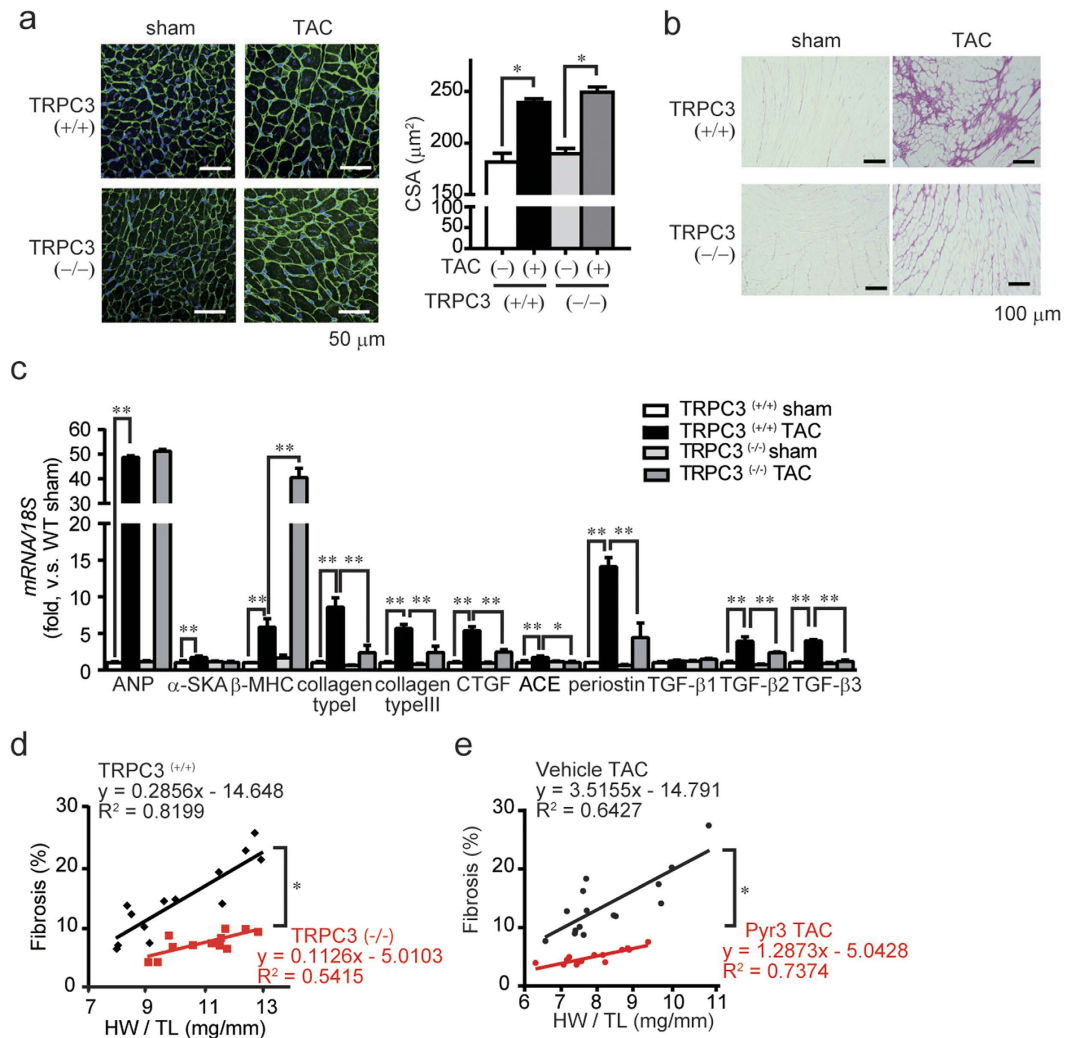 a
sham
TAC
TRPC3
(+/+)
TRPC3
(−/−)
50 μm
CSA (μm²)
250
200
150
100
50
0
*
*
TAC (−) (+) (−) (+)
TRPC3 (+/+) (−/−)
b
sham
TAC
TRPC3
(+/+)
TRPC3
(−/−)
100 μm
c
TRPC3 (+/+) sham
TRPC3 (+/+) TAC
TRPC3 (-/-) sham
TRPC3 (-/-) TAC
mRNA/18S
(fold, v.s. WT sham)
60
50
40
30
20
15
10
5
0
**
**
**
**
** **
** **
** **
** *
** **
** **
** **
ANP α-SKA β-MHC collagen typeI collagen typeIII CTGF ACE periostin TGF-β1 TGF-β2 TGF-β3
d
TRPC3 (+/+)
y = 0.2856x - 14.648
R² = 0.8199
Fibrosis (%)
30
20
10
0
*
TRPC3 (-/-)
y = 0.1126x - 5.0103
R² = 0.5415
7 9 11 13
HW / TL (mg/mm)
e
Vehicle TAC
y = 3.5155x - 14.791
R² = 0.6427
Fibrosis (%)
30
20
10
0
*
Pyr3 TAC
y = 1.2873x - 5.0428
R² = 0.7374
6 7 8 9 10 11
HW / TL (mg/mm)